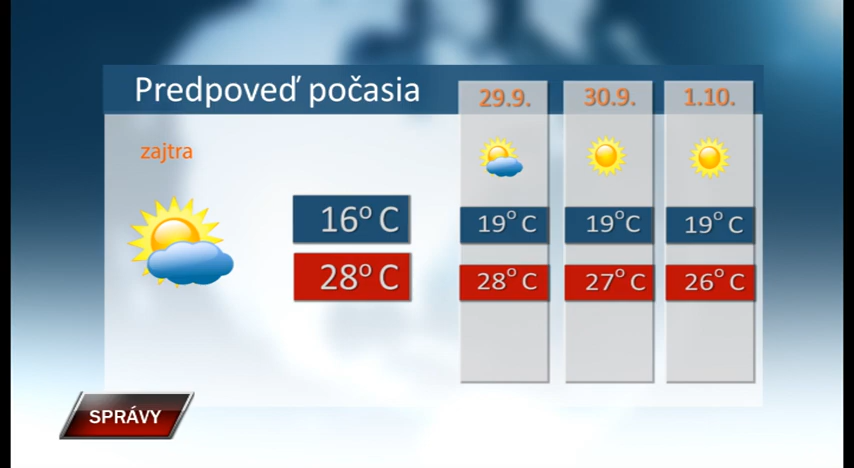 Predpoveď počasia
29.9.
30.9.
1.10.
zajtra
16° C
19° C
19°C
19° C
28° C
28° C
27° C
26° C
SPRÁVY